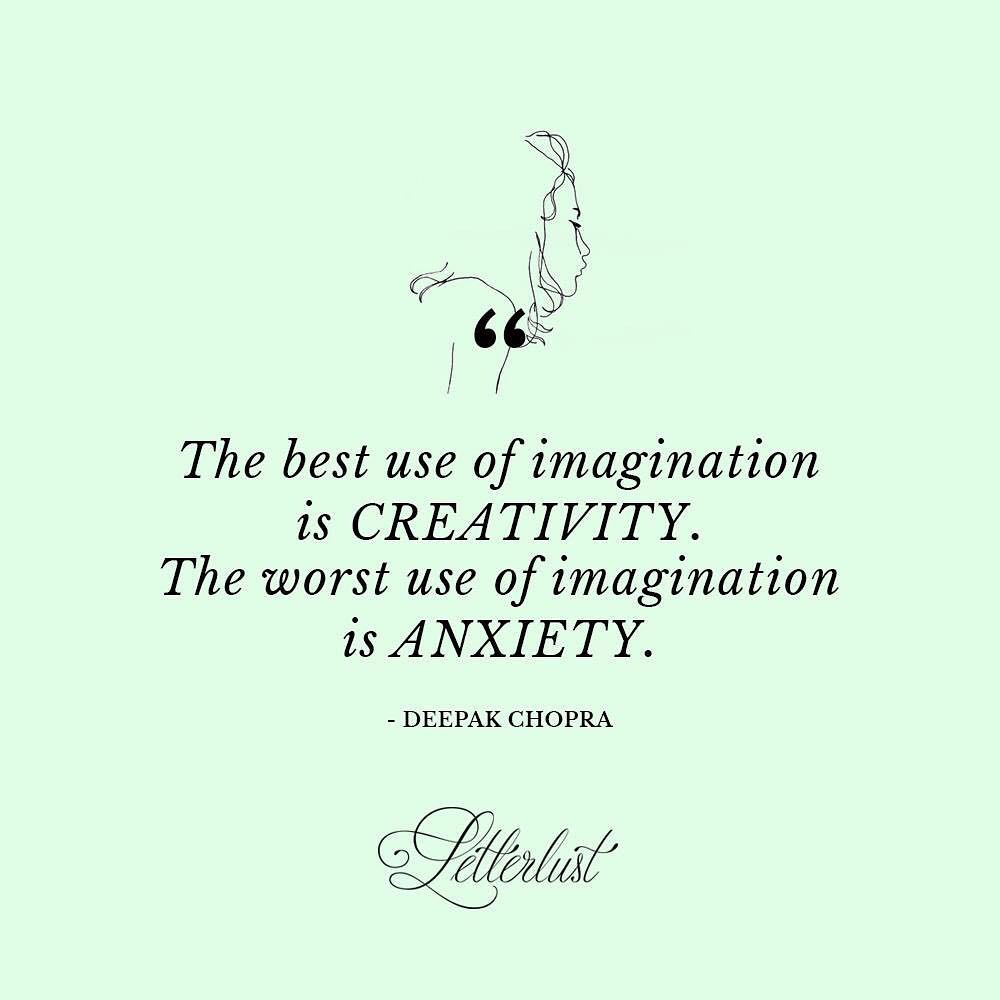 “
The best use of imagination
is CREATIVITY.
The worst use of imagination
is ANXIETY.
- DEEPAK CHOPRA
Letterlust